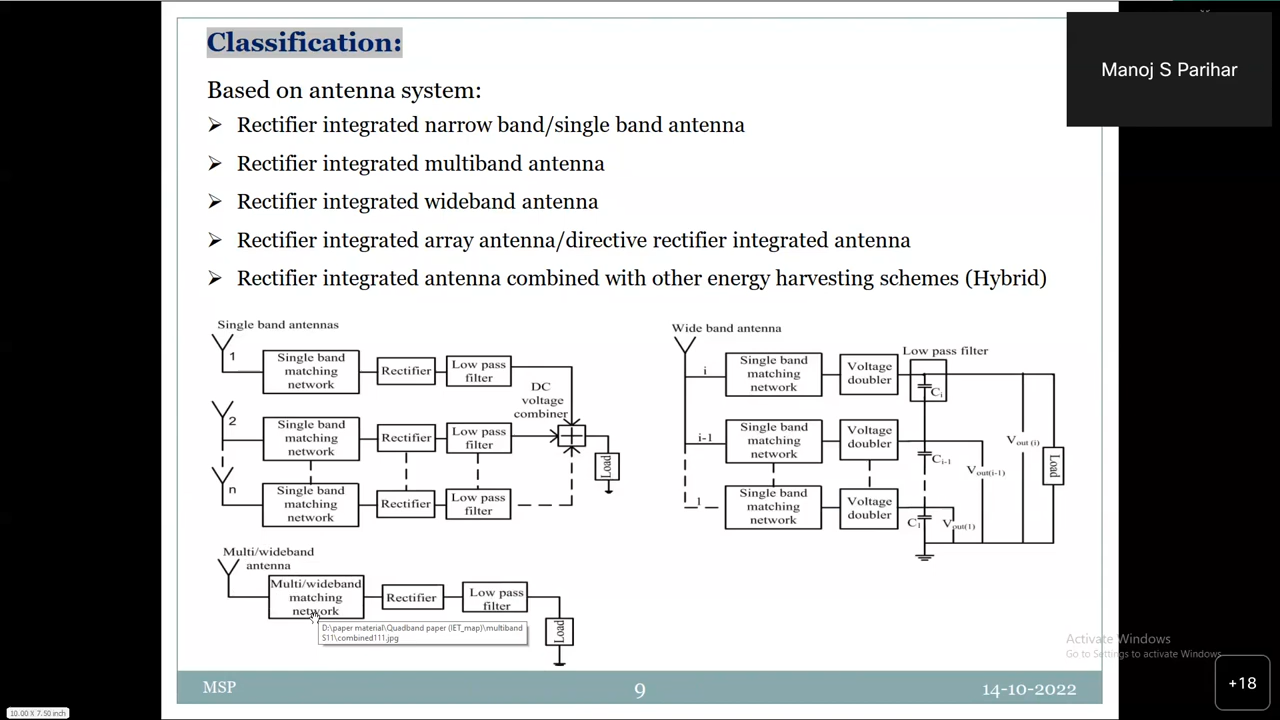 Classification:
Manoj S Parihar
Based on antenna system:
➢ Rectifier integrated narrow band/single band antenna
➢ Rectifier integrated multiband antenna
➢ Rectifier integrated wideband antenna
➢ Rectifier integrated array antenna/directive rectifier integrated antenna
➢ Rectifier integrated antenna combined with other energy harvesting schemes (Hybrid)
Single band antennas
1
Single band
matching
network
Rectifier
Low pass
filter
DC
voltage
combiner
2
Single band
matching
network
Rectifier
Low pass
filter
Load
n
Single band
matching
network
Rectifier
Low pass
filter
Wide band antenna
i
Single band
matching
network
Voltage
doubler
Low pass filter
Ci
i-1
Single band
matching
network
Voltage
doubler
Ci-1
Vout(i-1)
Vout (i)
Load
1
Single band
matching
network
Voltage
doubler
C1
Vout(1)
Multi/wideband
antenna
Multi/wideband
matching
network
Rectifier
Low pass
filter
Load
D:\paper material\Quadband paper (IET_map)\multiband
S11\combined111.jpg
Activate Windows
Go to Settings to activate Windows.
MSP
9
14-10-2022
+18
10.00 X 7.50 inch